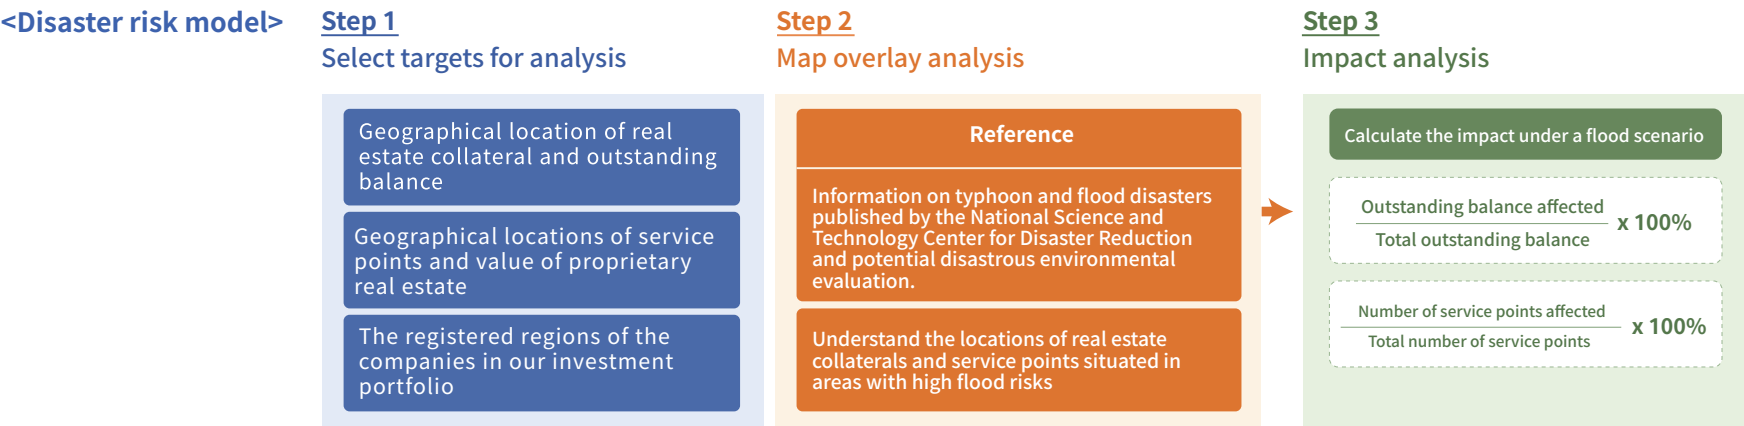 <Disaster risk model>
Step 1
Select targets for analysis
Geographical location of real
estate collateral and outstanding
balance
Geographical locations of service
points and value of proprietary
real estate
The registered regions of the
companies in our investment
portfolio
Step 2
Map overlay analysis
Reference
Information on typhoon and flood disasters
published by the National Science and
Technology Center for Disaster Reduction
and potential disastrous environmental
evaluation.
Understand the locations of real estate
collaterals and service points situated in
areas with high flood risks
Step 3
Impact analysis
Calculate the impact under a flood scenario
Outstanding balance affected
Total outstanding balance
x 100%
Number of service points affected
Total number of service points
x 100%